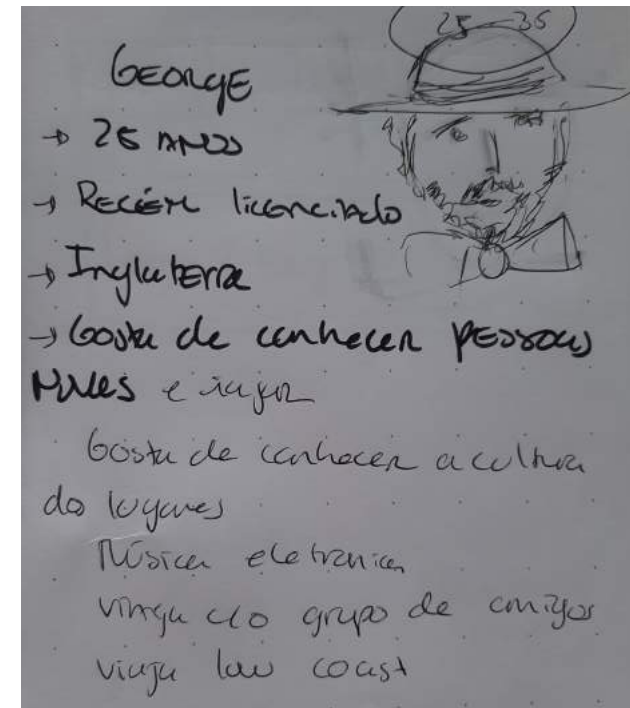 25 - 35
GEORGE
→ 25 ANOS
→ RECÉM licenciado
→ Inglaterra
→ Gosta de conhecer PESSOAS
NOVAS e viajar
Gosta de conhecer a cultura
dos lugares
Música eletronica
viaja c/o grupo de amigos
viaja low coast